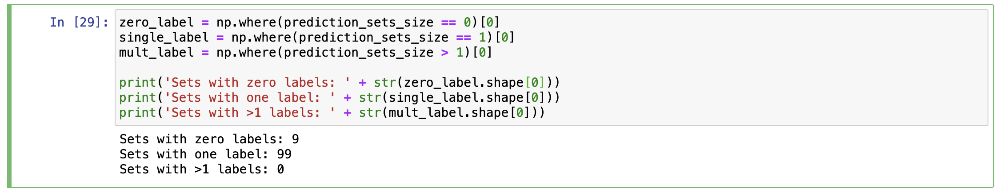 In [29]: zero_label = np.where(prediction_sets_size == 0)[0]
single_label = np.where(prediction_sets_size == 1)[0]
mult_label = np.where(prediction_sets_size > 1)[0]
print('Sets with zero labels: ' + str(zero_label.shape[0]))
print('Sets with one label: ' + str(single_label.shape[0]))
print('Sets with >1 labels: ' + str(mult_label.shape[0]))
Sets with zero labels: 9
Sets with one label: 99
Sets with >1 labels: 0